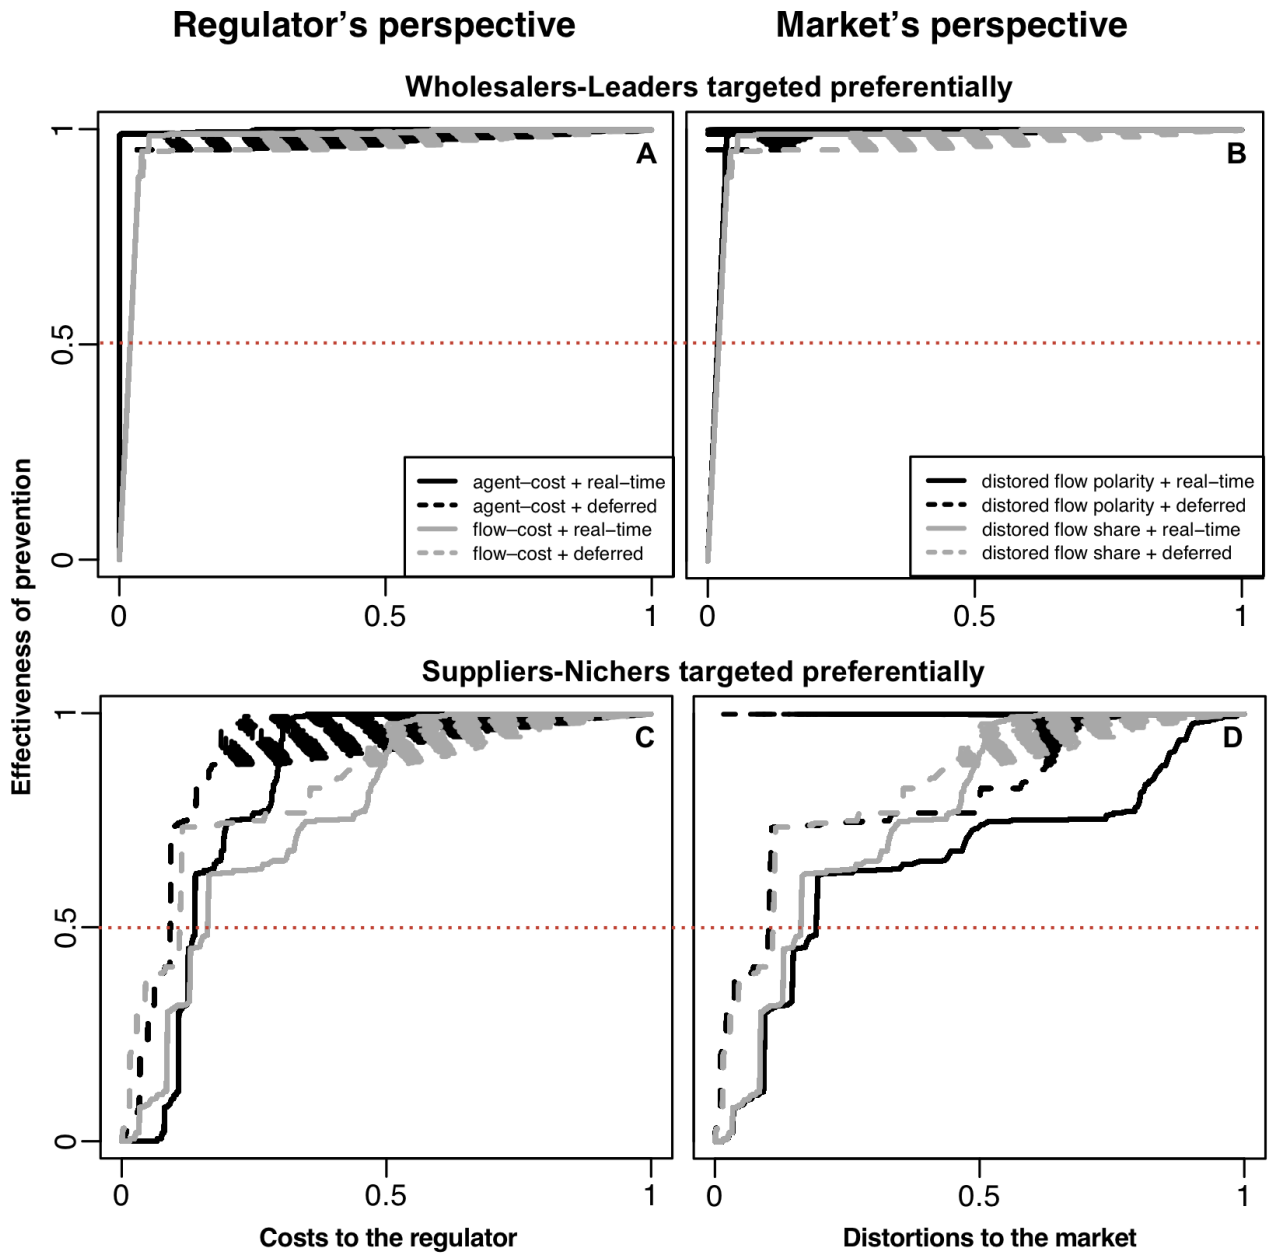 Regulator's perspective
Market's perspective
Wholesalers-Leaders targeted preferentially
1
0.5
0
A
agent–cost + real–time
agent–cost + deferred
flow–cost + real–time
flow–cost + deferred
0
0.5
1
B
distored flow polarity + real–time
distored flow polarity + deferred
distored flow share + real–time
distored flow share + deferred
0
0.5
1
Effectiveness of prevention
Suppliers-Nichers targeted preferentially
1
0.5
0
C
0
0.5
1
D
0
0.5
1
Costs to the regulator
Distortions to the market